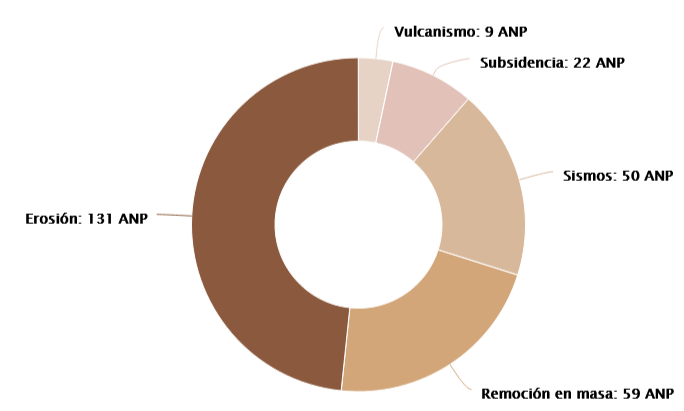 Vulcanismo: 9 ANP
Subsidencia: 22 ANP
Sismos: 50 ANP
Erosión: 131 ANP
Remoción en masa: 59 ANP